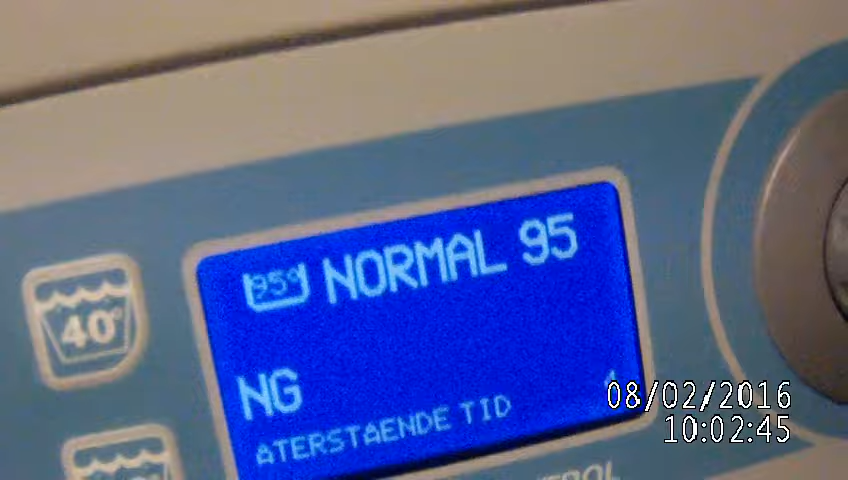 95° NORMAL 95
40°
NG
ATERSTAENDE TID
08/02/2016
10:02:45